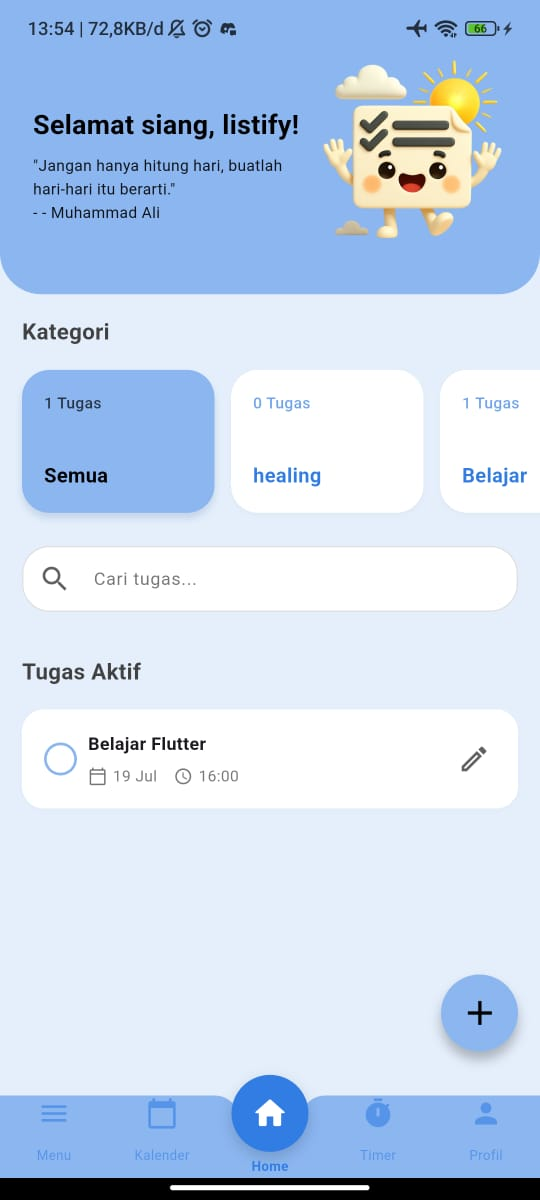 13:54 | 72,8KB/d
66
Selamat siang, listify!
"Jangan hanya hitung hari, buatlah
hari-hari itu berarti."
- - Muhammad Ali
Kategori
1 Tugas
Semua
0 Tugas
healing
1 Tugas
Belajar
Cari tugas...
Tugas Aktif
Belajar Flutter
19 Jul 16:00
Menu
Kalender
Home
Timer
Profil